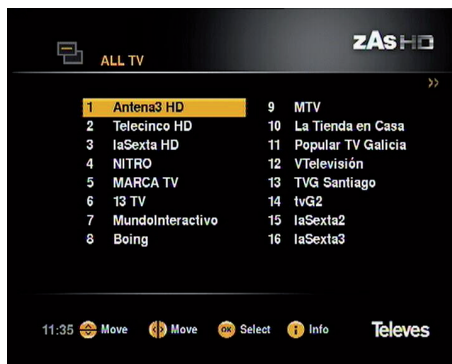 zAs HD
ALL TV
>>
1 Antena3 HD
2 Telecinco HD
3 laSexta HD
4 NITRO
5 MARCA TV
6 13 TV
7 MundoInteractivo
8 Boing
9 MTV
10 La Tienda en Casa
11 Popular TV Galicia
12 VTelevisión
13 TVG Santiago
14 tvG2
15 laSexta2
16 laSexta3
11:35 Move Move OK Select i Info Televes